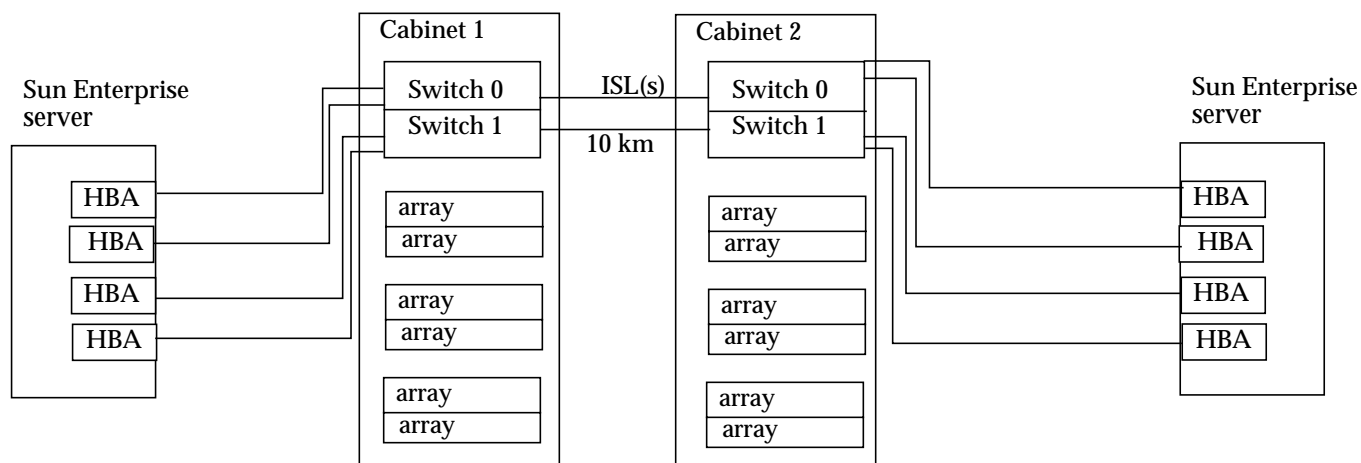 Cabinet 1
Cabinet 2
Sun Enterprise
server
Switch 0
Switch 1
ISL(s)
10 km
Switch 0
Switch 1
Sun Enterprise
server
HBA
HBA
HBA
HBA
array
array
array
array
array
array
array
array
array
array
array
array
HBA
HBA
HBA
HBA